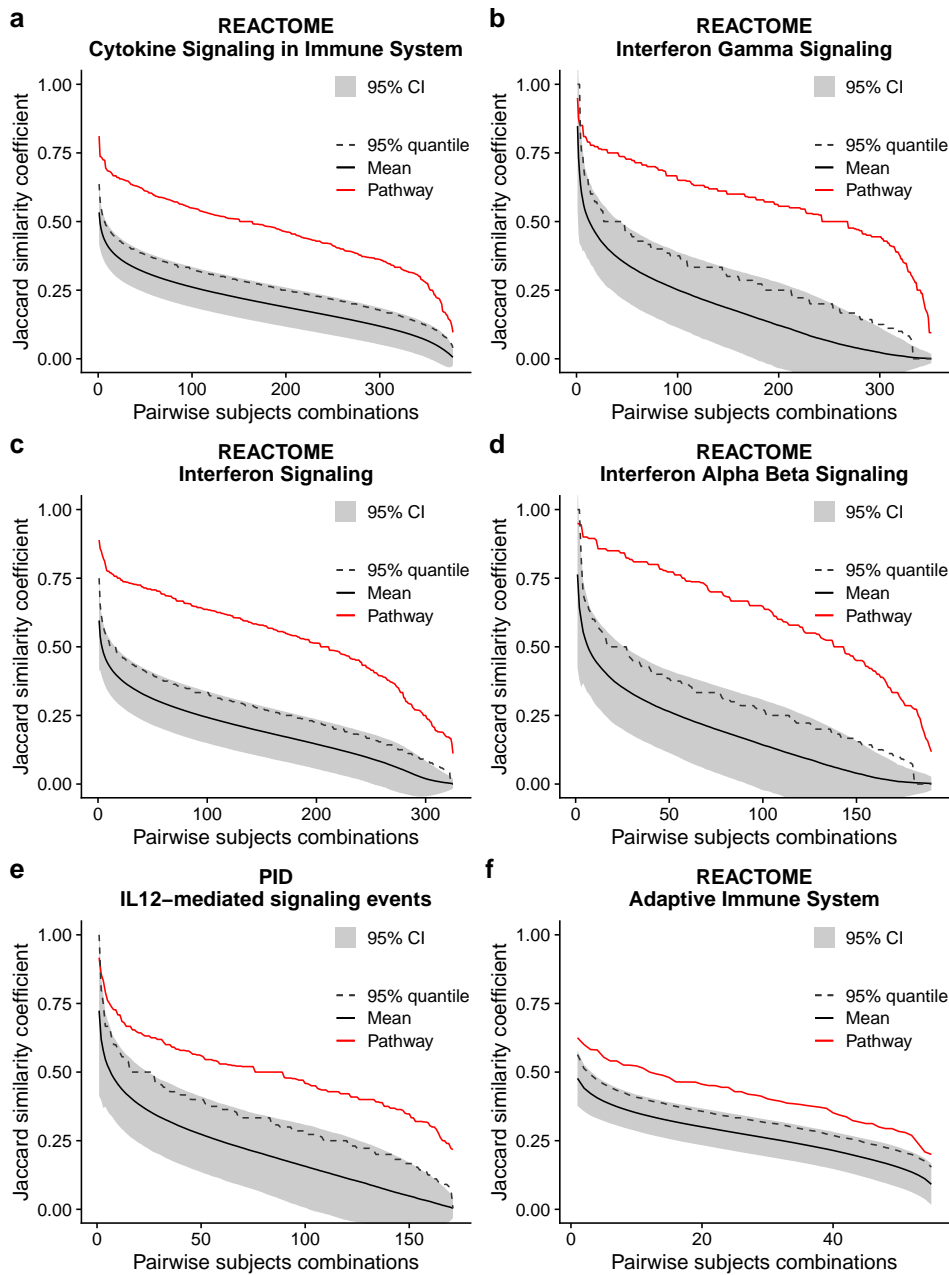 a
REACTOME
Cytokine Signaling in Immune System
Jaccard similarity coefficient
1.00
0.75
0.50
0.25
0.00
95% CI
95% quantile
Mean
Pathway
0
100
200
300
Pairwise subjects combinations
b
REACTOME
Interferon Gamma Signaling
Jaccard similarity coefficient
1.00
0.75
0.50
0.25
0.00
95% CI
95% quantile
Mean
Pathway
0
100
200
300
Pairwise subjects combinations
c
REACTOME
Interferon Signaling
Jaccard similarity coefficient
1.00
0.75
0.50
0.25
0.00
95% CI
95% quantile
Mean
Pathway
0
100
200
300
Pairwise subjects combinations
d
REACTOME
Interferon Alpha Beta Signaling
Jaccard similarity coefficient
1.00
0.75
0.50
0.25
0.00
95% CI
95% quantile
Mean
Pathway
0
50
100
150
Pairwise subjects combinations
e
PID
IL12−mediated signaling events
Jaccard similarity coefficient
1.00
0.75
0.50
0.25
0.00
95% CI
95% quantile
Mean
Pathway
0
50
100
150
Pairwise subjects combinations
f
REACTOME
Adaptive Immune System
Jaccard similarity coefficient
1.00
0.75
0.50
0.25
0.00
95% CI
95% quantile
Mean
Pathway
0
20
40
Pairwise subjects combinations